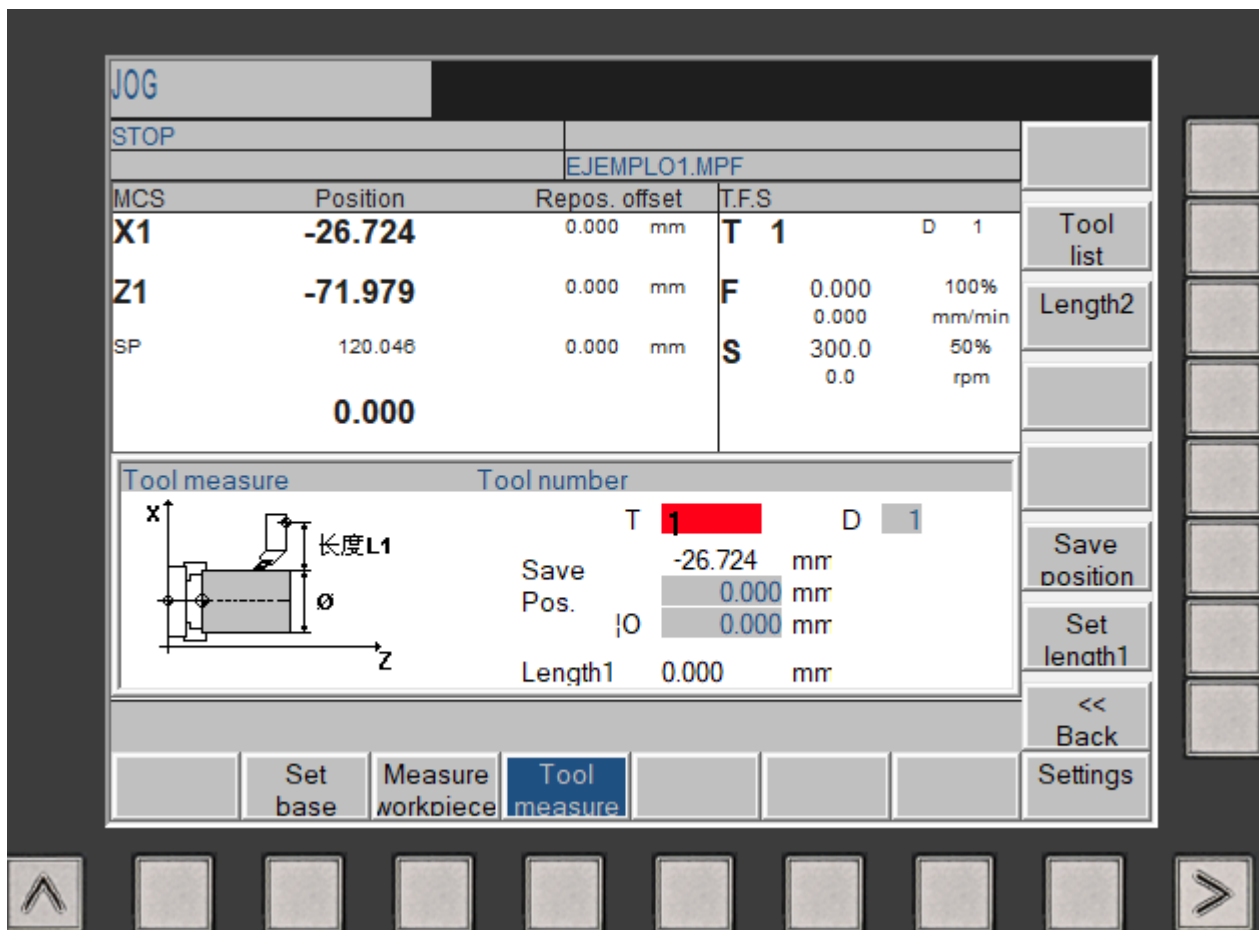 JOG
STOP
EJEMPLO1.MPF
MCS Position Repos. offset T.F.S
X1 -26.724 0.000 mm T 1 D 1
Z1 -71.979 0.000 mm F 0.000 100%
0.000 mm/min
SP 120.046 0.000 mm S 300.0 50%
0.0 rpm
0.000
Tool measure Tool number
X
长度L1
Ø
Z
T 1 D 1
Save Pos. -26.724 mm
0.000 mm
¦O 0.000 mm
Length1 0.000 mm
Tool list
Length2
Save position
Set length1
<< Back
Set base
Measure workpiece
Tool measure
Settings